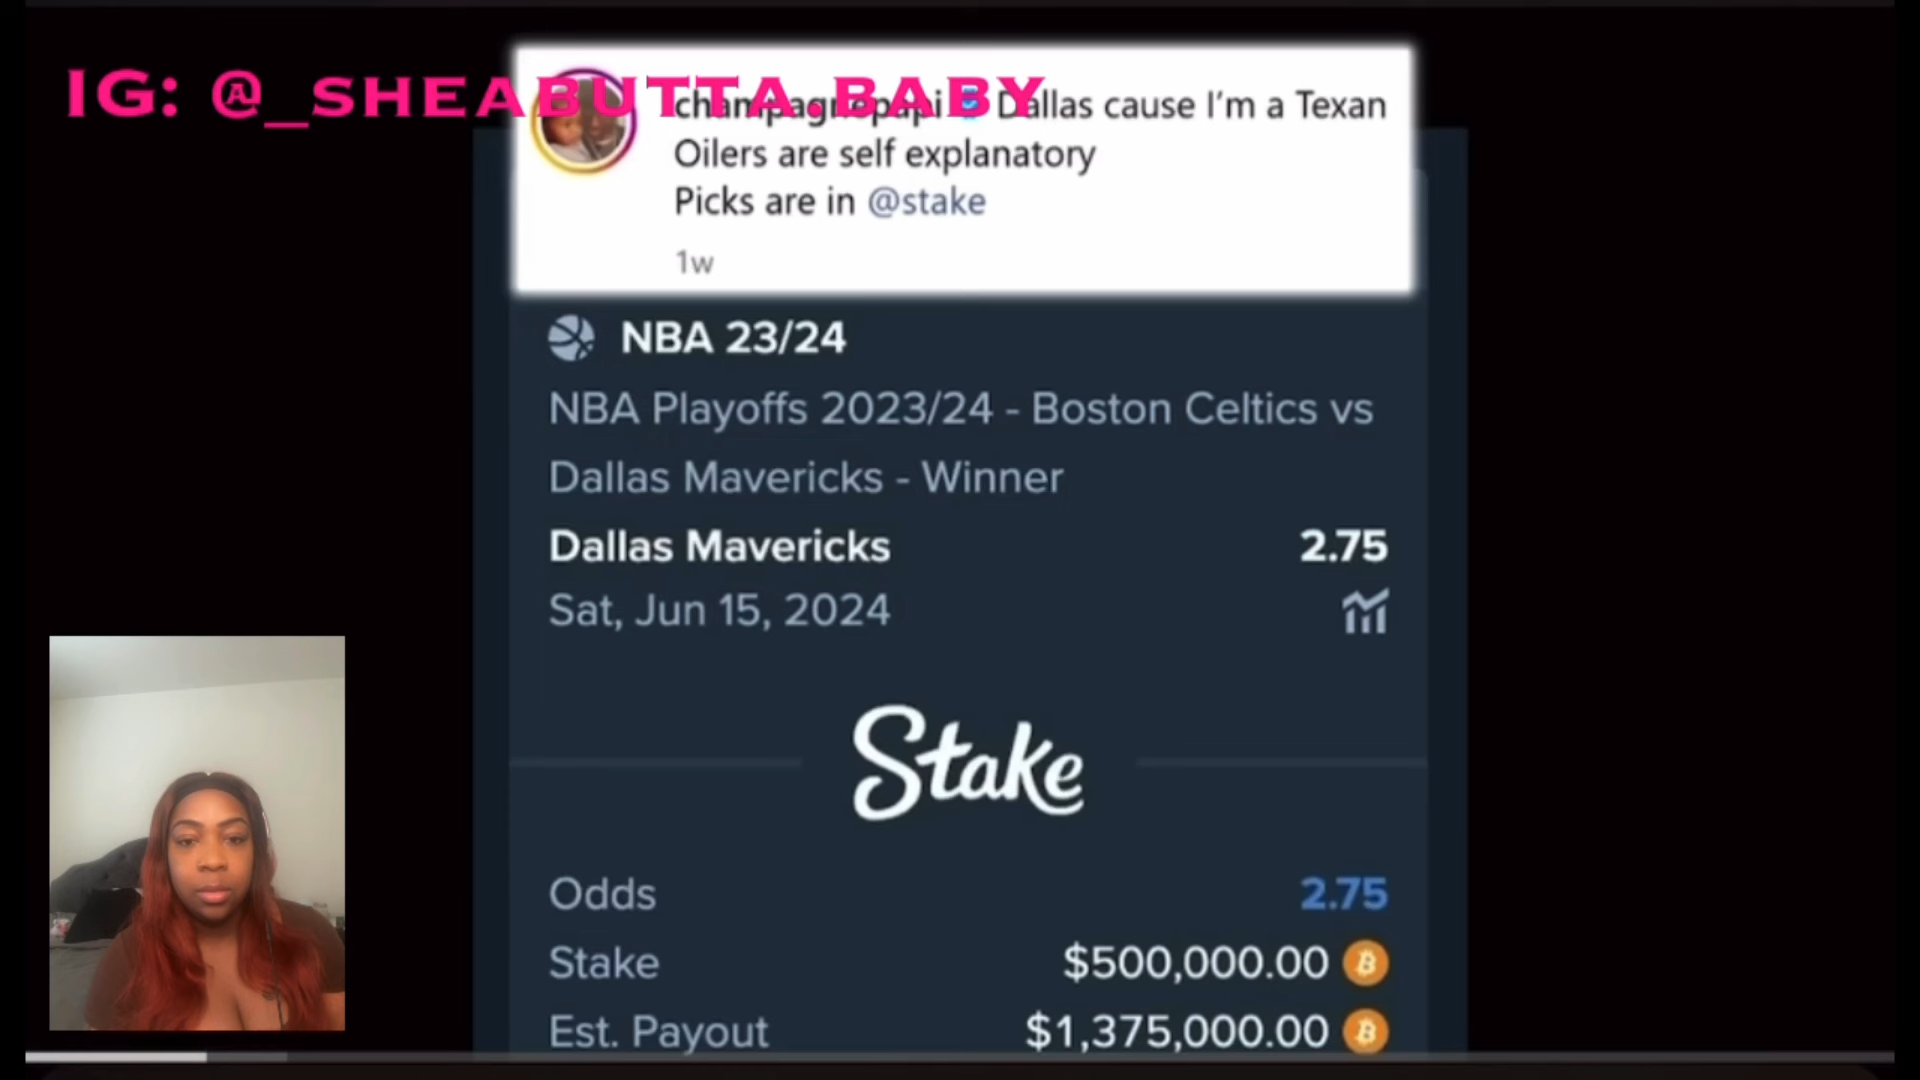 IG: @_SHEABUTTA.BABY
champagnepapi Dallas cause I'm a Texan
Oilers are self explanatory
Picks are in @stake
1w
NBA 23/24
NBA Playoffs 2023/24 - Boston Celtics vs
Dallas Mavericks - Winner
Dallas Mavericks 2.75
Sat, Jun 15, 2024
Stake
Odds 2.75
Stake $500,000.00
Est. Payout $1,375,000.00